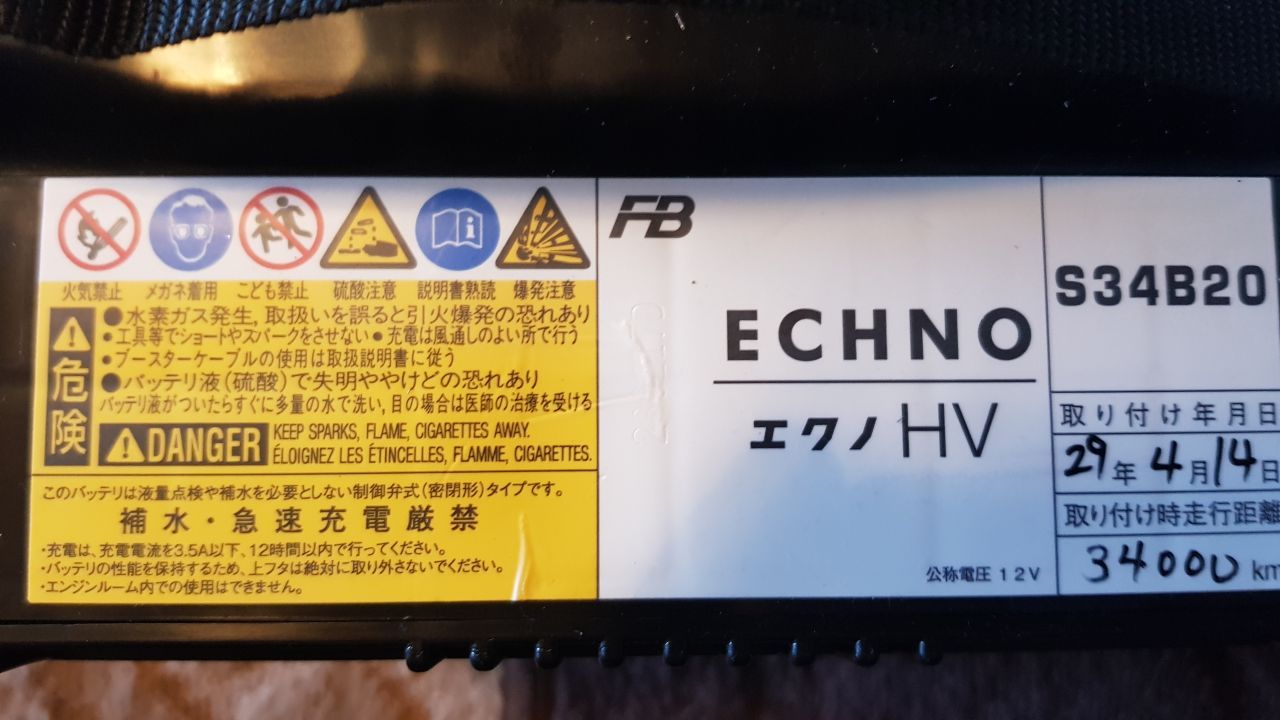 火気禁止 メガネ着用 こども禁止 硫酸注意 説明書熟読 爆発注意
危険
●水素ガス発生,取扱いを誤ると引火爆発の恐れあり
・工具等でショートやスパークをさせない●充電は風通しのよい所で行う
・ブースターケーブルの使用は取扱説明書に従う
●バッテリ液(硫酸)で失明ややけどの恐れあり
バッテリ液がついたらすぐに多量の水で洗い,目の場合は医師の治療を受ける
DANGER
KEEP SPARKS, FLAME, CIGARETTES AWAY.
ÉLOIGNEZ LES ÉTINCELLES, FLAMME, CIGARETTES.
このバッテリは液量点検や補水を必要としない制御弁式(密閉形)タイプです。
補水・急速充電厳禁
・充電は、充電電流を3.5A以下、12時間以内で行ってください。
・バッテリの性能を保持するため、上フタは絶対に取り外さないでください。
・エンジンルーム内での使用はできません。
FB
ECHNO
エクノHV
公称電圧 12V
S34B20
取り付け年月日
29年4月14日
取り付け時走行距離
34000 km